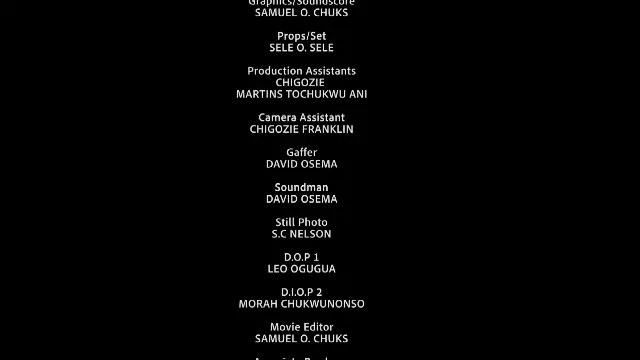 Graphics/Soundscore
SAMUEL O. CHUKS
Props/Set
SELE O. SELE
Production Assistants
CHIGOZIE
MARTINS TOCHUKWU ANI
Camera Assistant
CHIGOZIE FRANKLIN
Gaffer
DAVID OSEMA
Soundman
DAVID OSEMA
Still Photo
S.C NELSON
D.O.P 1
LEO OGUGUA
D.I.O.P 2
MORAH CHUKWUNONSO
Movie Editor
SAMUEL O. CHUKS